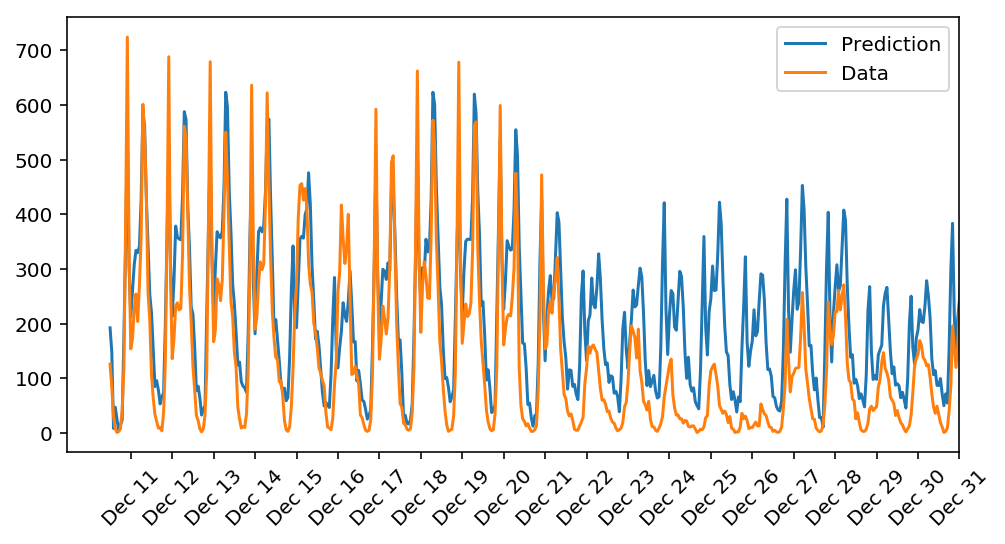 700
600
500
400
300
200
100
0
Prediction
Data
Dec 11
Dec 12
Dec 13
Dec 14
Dec 15
Dec 16
Dec 17
Dec 18
Dec 19
Dec 20
Dec 21
Dec 22
Dec 23
Dec 24
Dec 25
Dec 26
Dec 27
Dec 28
Dec 29
Dec 30
Dec 31